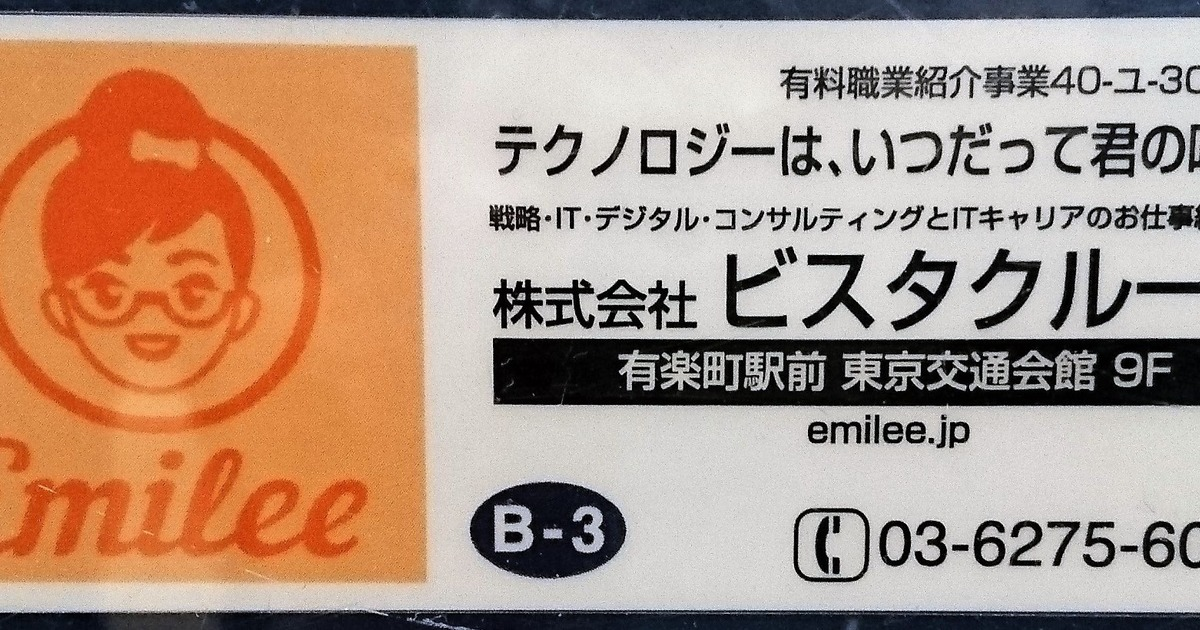 Emilee
有料職業紹介事業40-ユ-30
テクノロジーは、いつだって君の
戦略・IT・デジタル・コンサルティングとITキャリアのお仕事
株式会社 ビスタクルー
有楽町駅前 東京交通会館 9F
emilee.jp
B-3
03-6275-60